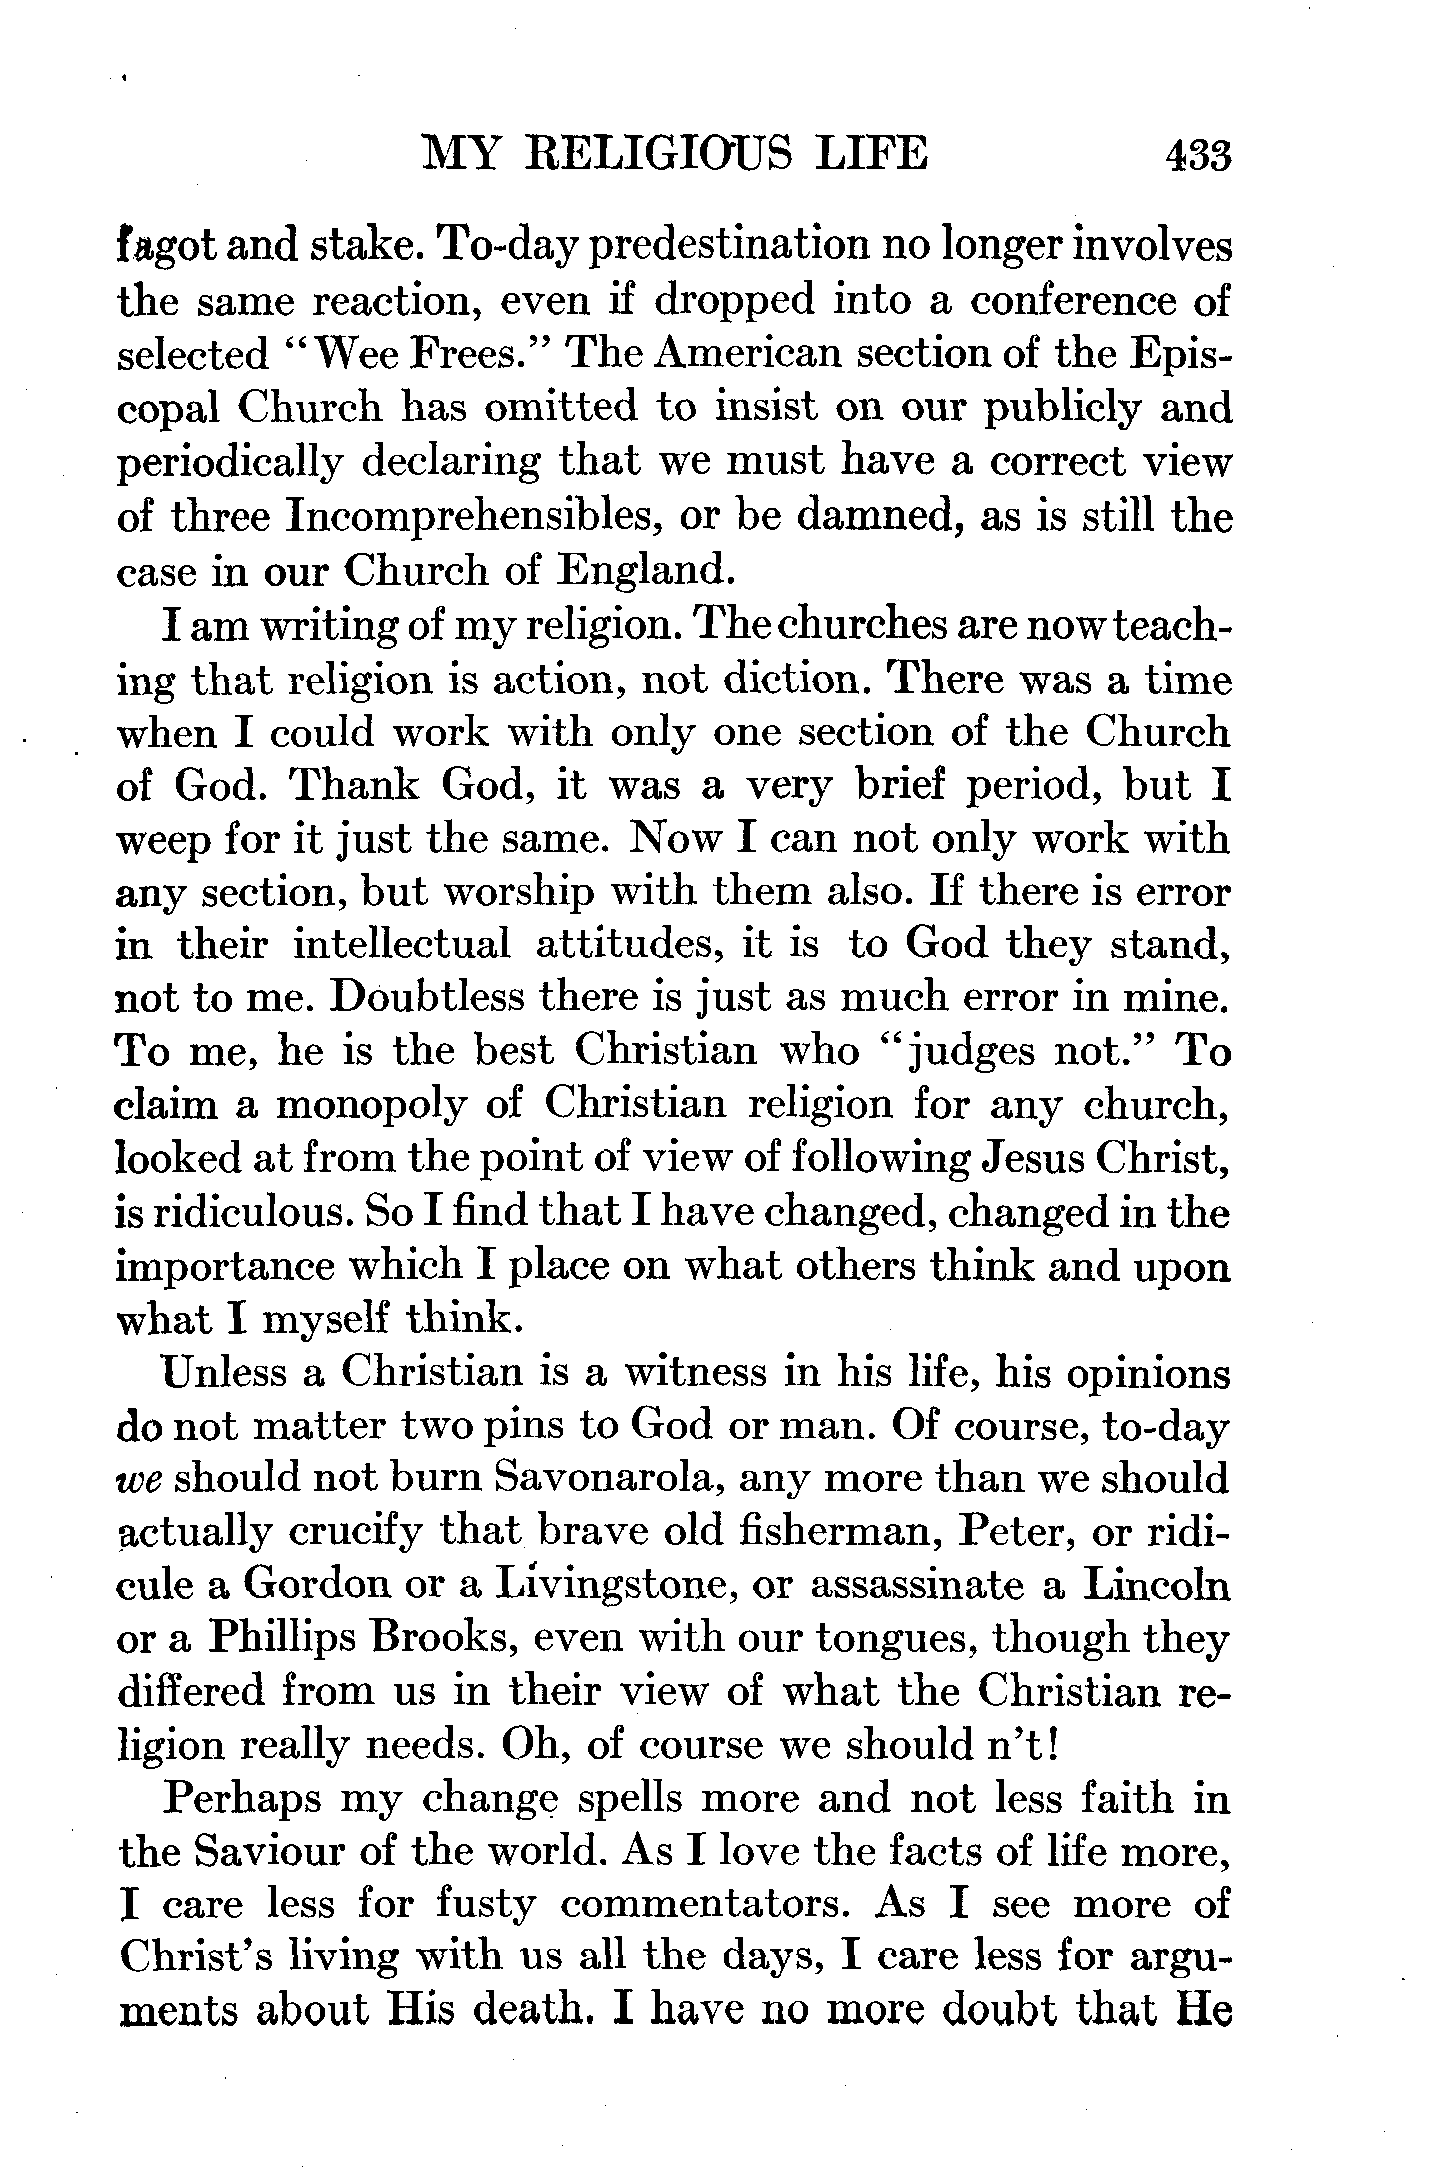 MY RELIGIOUS LIFE 433
fagot and stake. To-day predestination no longer involves
the same reaction, even if dropped into a conference of
selected "Wee Frees." The American section of the Epis-
copal Church has omitted to insist on our publicly and
periodically declaring that we must have a correct view
of three Incomprehensibles, or be damned, as is still the
case in our Church of England.
I am writing of my religion. The churches are now teach-
ing that religion is action, not diction. There was a time
when I could work with only one section of the Church
of God. Thank God, it was a very brief period, but I
weep for it just the same. Now I can not only work with
any section, but worship with them also. If there is error
in their intellectual attitudes, it is to God they stand,
not to me. Doubtless there is just as much error in mine.
To me, he is the best Christian who "judges not." To
claim a monopoly of Christian religion for any church,
looked at from the point of view of following Jesus Christ,
is ridiculous. So I find that I have changed, changed in the
importance which I place on what others think and upon
what I myself think.
Unless a Christian is a witness in his life, his opinions
do not matter two pins to God or man. Of course, to-day
we should not burn Savonarola, any more than we should
actually crucify that brave old fisherman, Peter, or ridi-
cule a Gordon or a Livingstone, or assassinate a Lincoln
or a Phillips Brooks, even with our tongues, though they
differed from us in their view of what the Christian re-
ligion really needs. Oh, of course we should n't!
Perhaps my change spells more and not less faith in
the Saviour of the world. As I love the facts of life more,
I care less for fusty commentators. As I see more of
Christ's living with us all the days, I care less for argu-
ments about His death. I have no more doubt that He